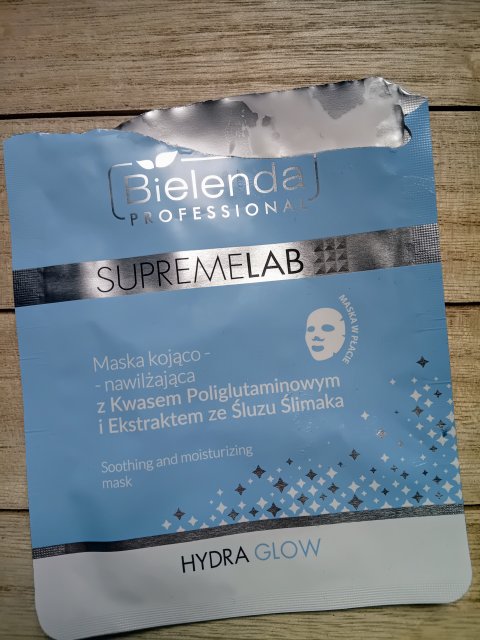 Bielenda
PROFESSIONAL
SUPREMELAB
MASKA W PŁACIE
Maska kojąco -
- nawilżająca
z Kwasem Poliglutaminowym
i Ekstraktem ze Śluzu Ślimaka
Soothing and moisturizing
mask
HYDRA GLOW